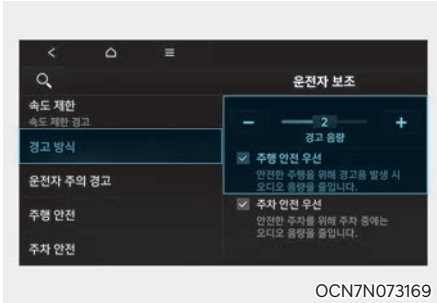 운전자 보조
속도 제한
속도 제한 경고
경고 방식
운전자 주의 경고
주행 안전
주차 안전
2
경고 음량
주행 안전 우선
안전한 주행을 위해 경고음 발생 시
오디오 음량을 줄입니다.
주차 안전 우선
안전한 주차를 위해 주차 중에는
오디오 음량을 줄입니다.
OCN7N073169